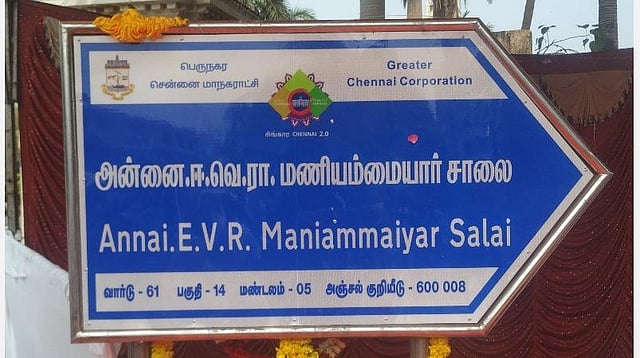 பெருநகர
சென்னை மாநகராட்சி
Greater
Chennai Corporation
சிங்கார CHENNAI 2.0
அன்னை.ஈ.வெ.ரா. மணியம்மையார் சாலை
Annai.E.V.R. Maniammaiyar Salai
வார்டு - 61 பகுதி - 14 மண்டலம் - 05 அஞ்சல் குறியீடு - 600 008